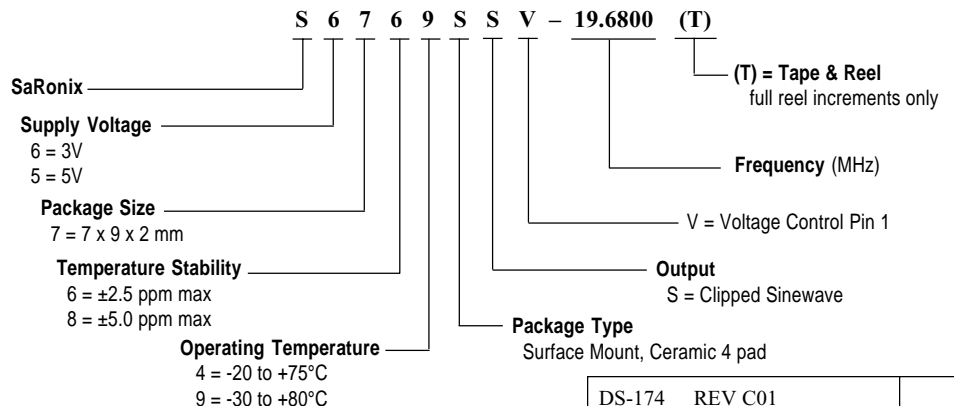 S 6 7 6 9 S S V – 19.6800 (T)
SaRonix
Supply Voltage
6 = 3V
5 = 5V
Package Size
7 = 7 x 9 x 2 mm
Temperature Stability
6 = ±2.5 ppm max
8 = ±5.0 ppm max
Operating Temperature
4 = -20 to +75°C
9 = -30 to +80°C
(T) = Tape & Reel
full reel increments only
Frequency (MHz)
V = Voltage Control Pin 1
Output
S = Clipped Sinewave
Package Type
Surface Mount, Ceramic 4 pad
DS-174 REV C01